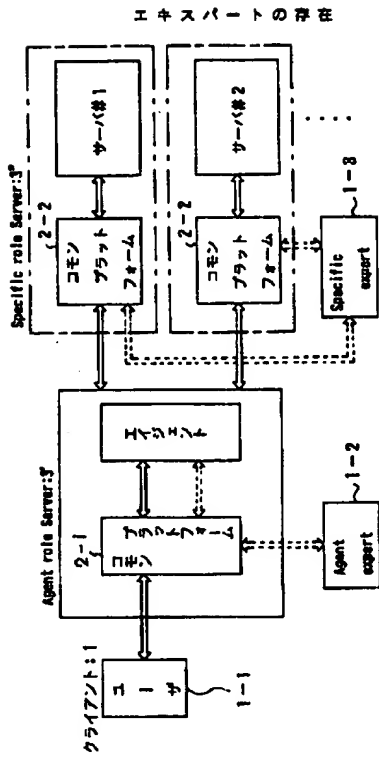 エキスパートの存在
Specific role Server:3"
2-2
コモン
プラット
フォーム
サーバ#1
2-2
コモン
プラット
フォーム
サーバ#2
....
1-3
Specific
expert
Agent role Server:3'
2-1
コモン
プラットフォーム
エイジェント
1-2
Agent
expert
クライアント:1
ユーザ
1-1